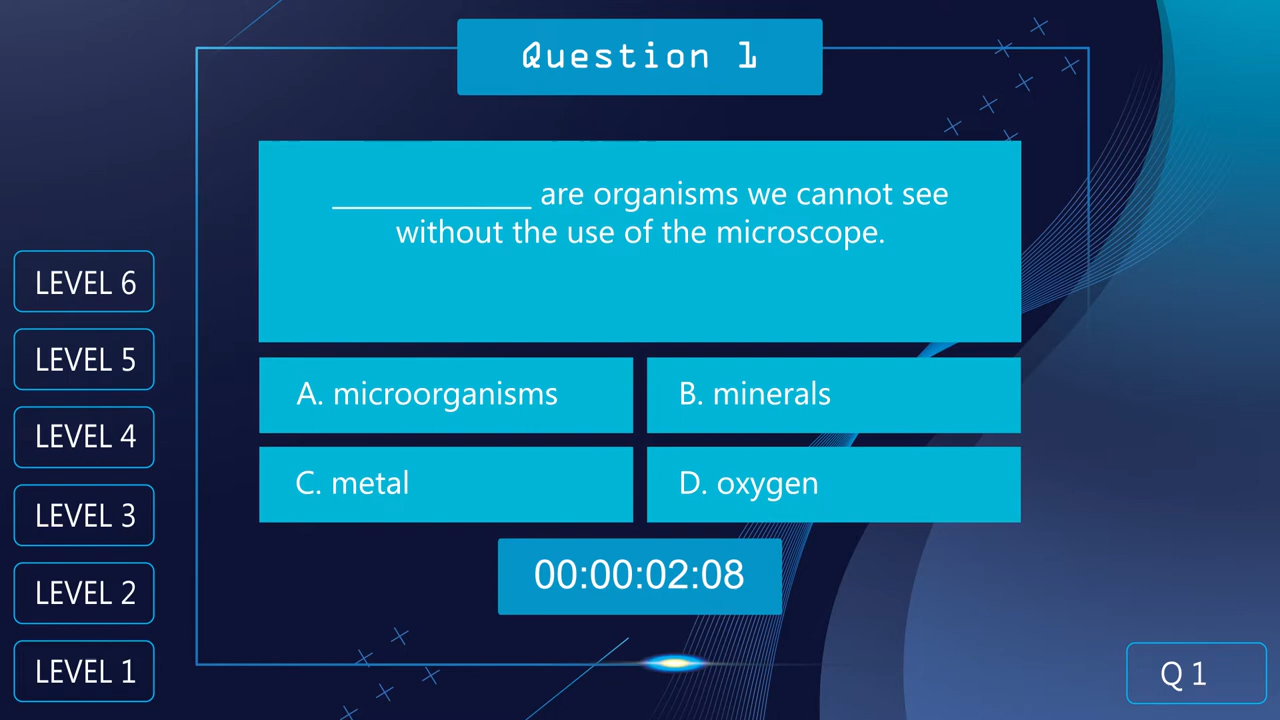 Question 1
______________ are organisms we cannot see
without the use of the microscope.
A. microorganisms
B. minerals
C. metal
D. oxygen
00:00:02:08
LEVEL 6
LEVEL 5
LEVEL 4
LEVEL 3
LEVEL 2
LEVEL 1
Q 1